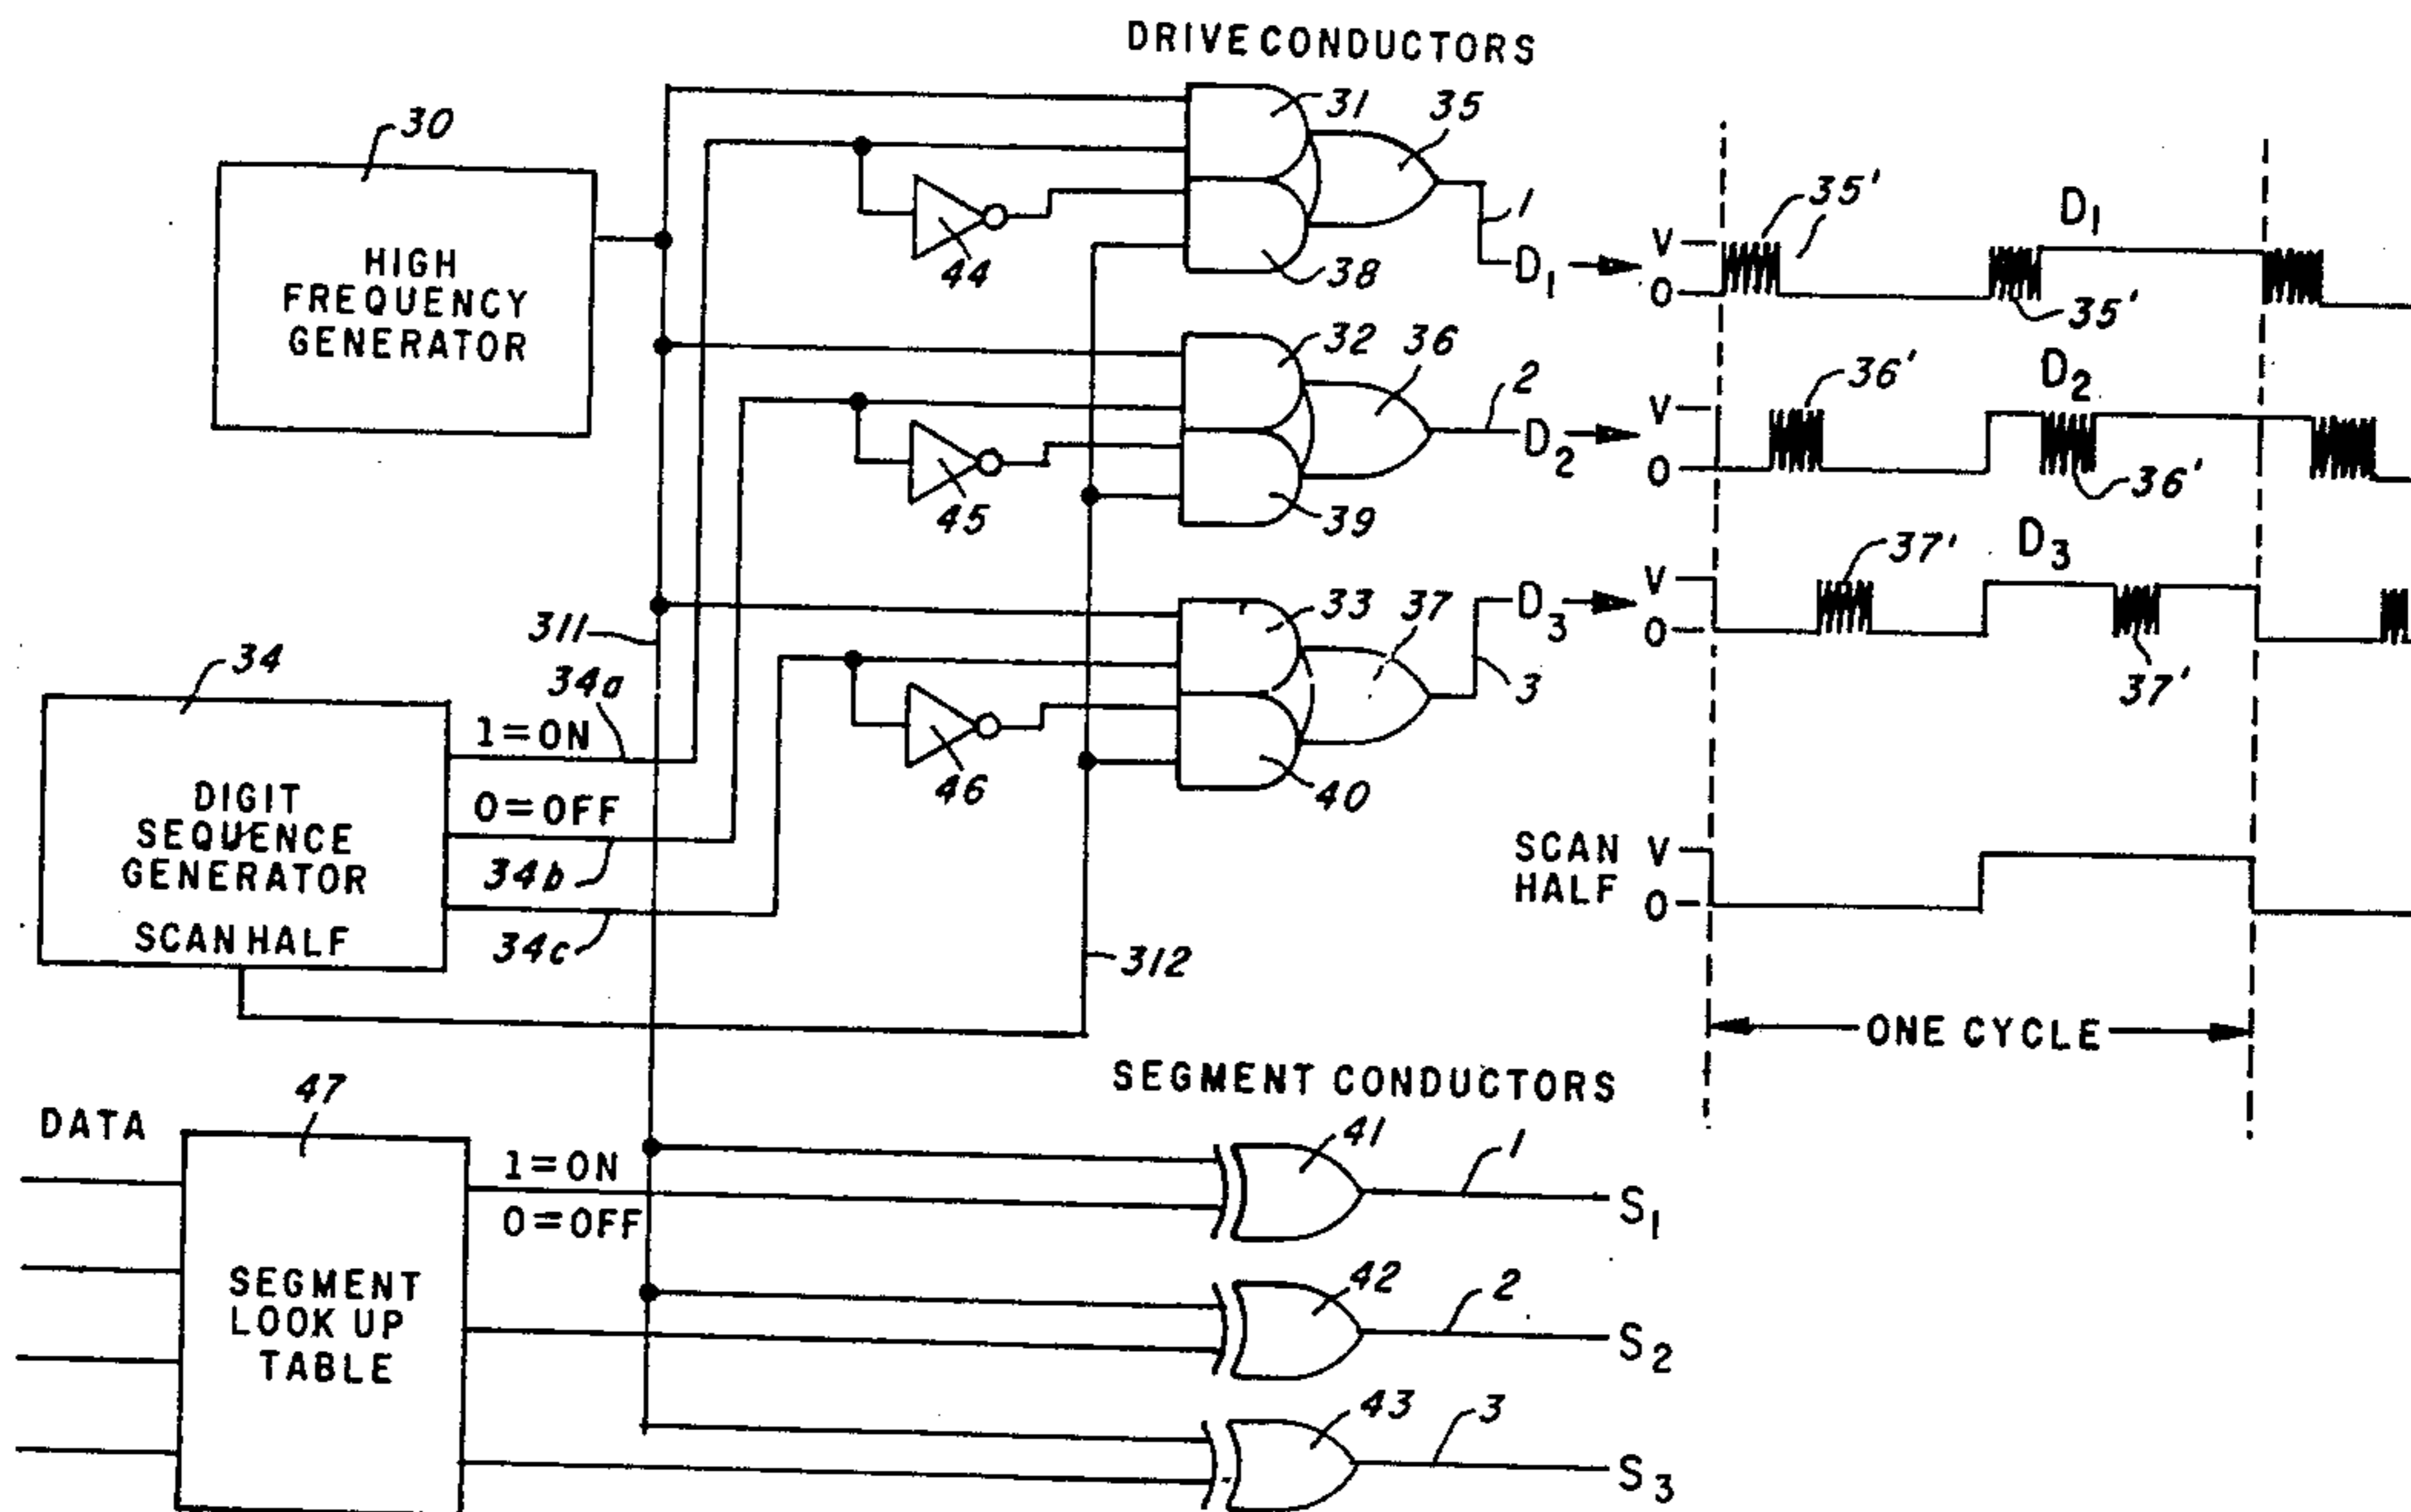 DRIVE CONDUCTORS
30
HIGH
FREQUENCY
GENERATOR
31
35
44
38
1
D1
V
0
35'
D1
35'
32
36
45
39
2
D2
V
0
36'
D2
36'
311
33
37
46
40
3
D3
V
0
37'
D3
37'
34
34a
1=ON
0=OFF
34b
34c
DIGIT
SEQUENCE
GENERATOR
SCAN HALF
312
SCAN
HALF
V
0
ONE CYCLE
SEGMENT CONDUCTORS
DATA
47
1=ON
0=OFF
SEGMENT
LOOK UP
TABLE
41
1
S1
42
2
S2
43
3
S3